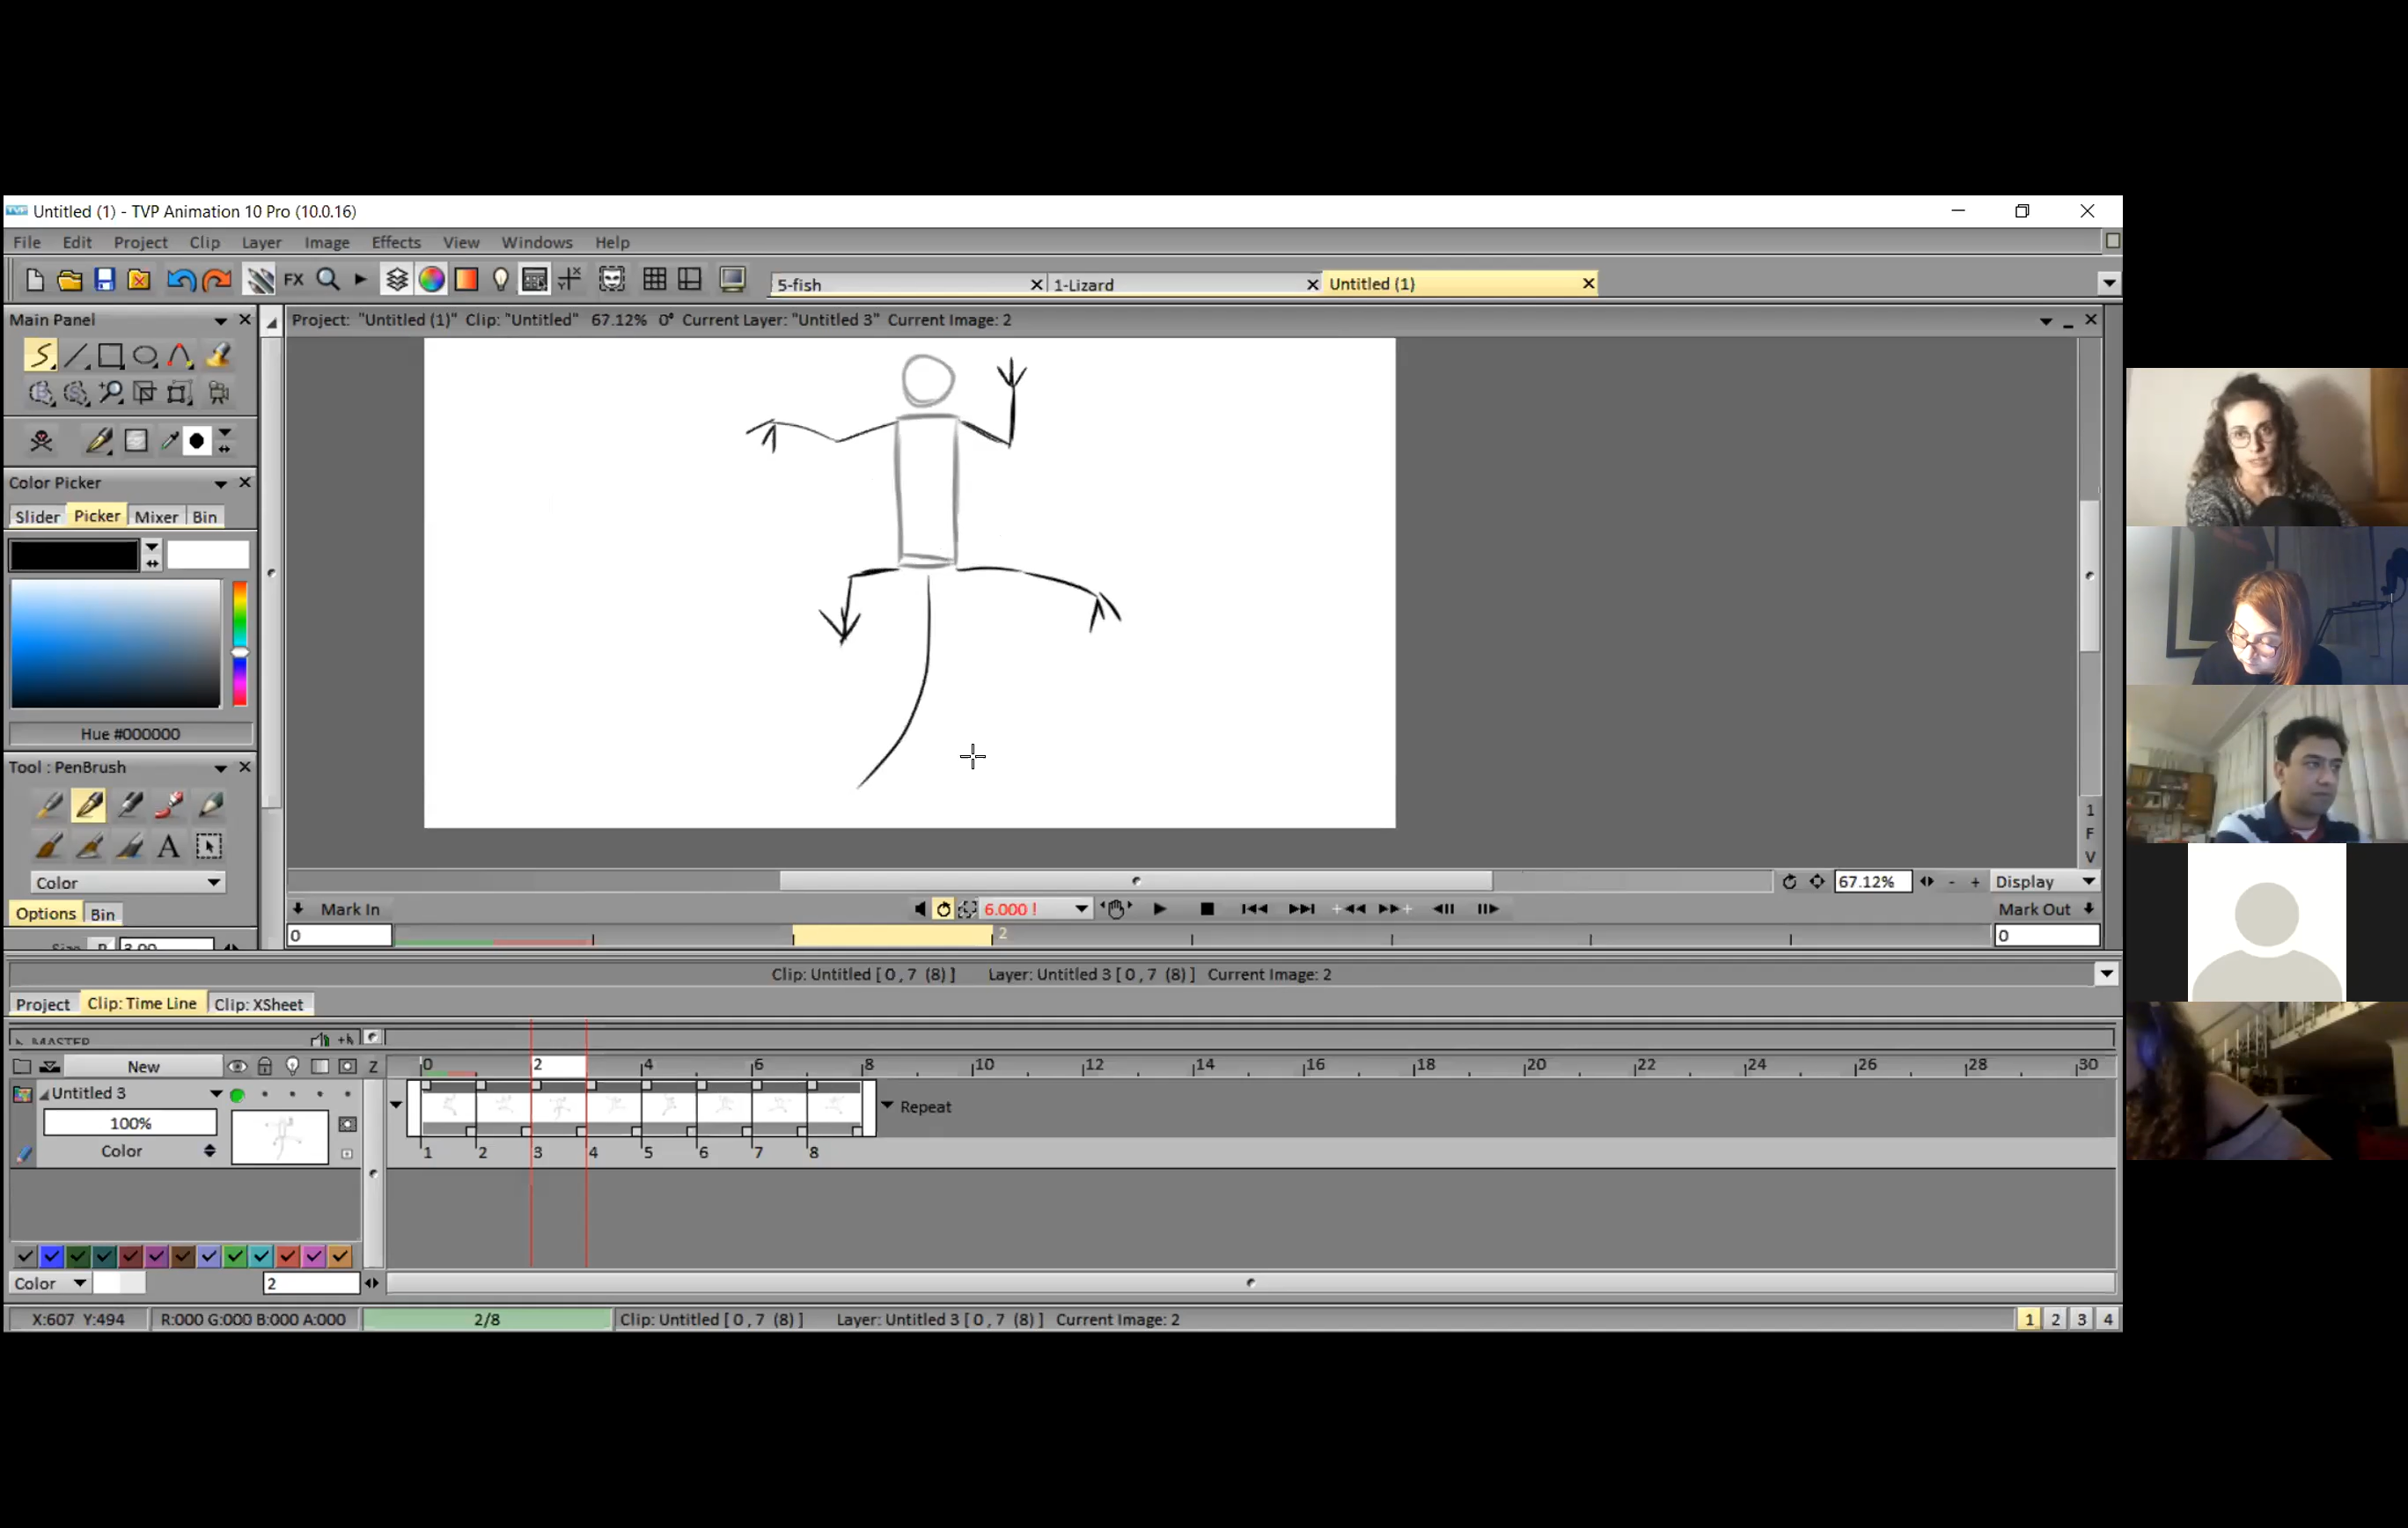 TVP Untitled (1) - TVP Animation 10 Pro (10.0.16)
File Edit Project Clip Layer Image Effects View Windows Help
FX 5-fish 1-Lizard Untitled (1)
Main Panel
Project: "Untitled (1)" Clip: "Untitled" 67.12% 0° Current Layer: "Untitled 3" Current Image: 2
Color Picker
Slider Picker Mixer Bin
Hue #000000
Tool : PenBrush
A
Color
Options Bin
Size P 3.00
1
F
V
67.12% - + Display
Mark In 6.000 ! Mark Out
0 2 0
Clip: Untitled [ 0 , 7 (8) ] Layer: Untitled 3 [ 0 , 7 (8) ] Current Image: 2
Project Clip: Time Line Clip: XSheet
MASTER
New Z 0 2 4 6 8 10 12 14 16 18 20 22 24 26 28 30
Untitled 3
100% Repeat
Color 1 2 3 4 5 6 7 8
Color 2
X:607 Y:494 R:000 G:000 B:000 A:000 2/8 Clip: Untitled [ 0 , 7 (8) ] Layer: Untitled 3 [ 0 , 7 (8) ] Current Image: 2 1 2 3 4